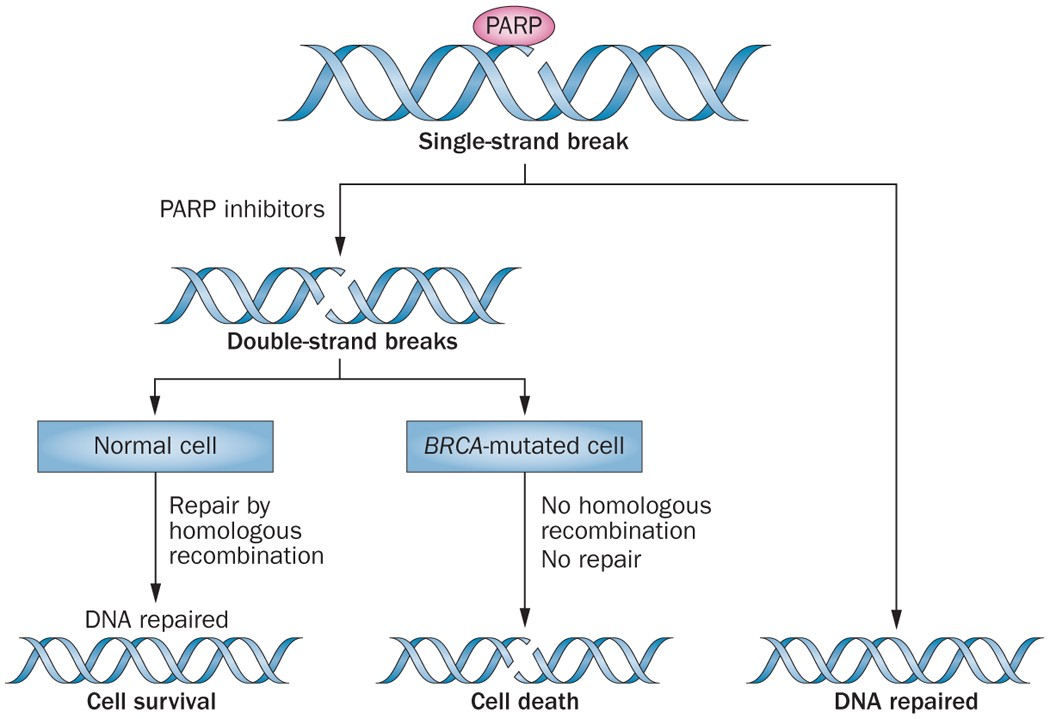 PARP
Single-strand break
PARP inhibitors
Double-strand breaks
Normal cell
BRCA-mutated cell
Repair by
homologous
recombination
No homologous
recombination
No repair
DNA repaired
Cell survival
Cell death
DNA repaired